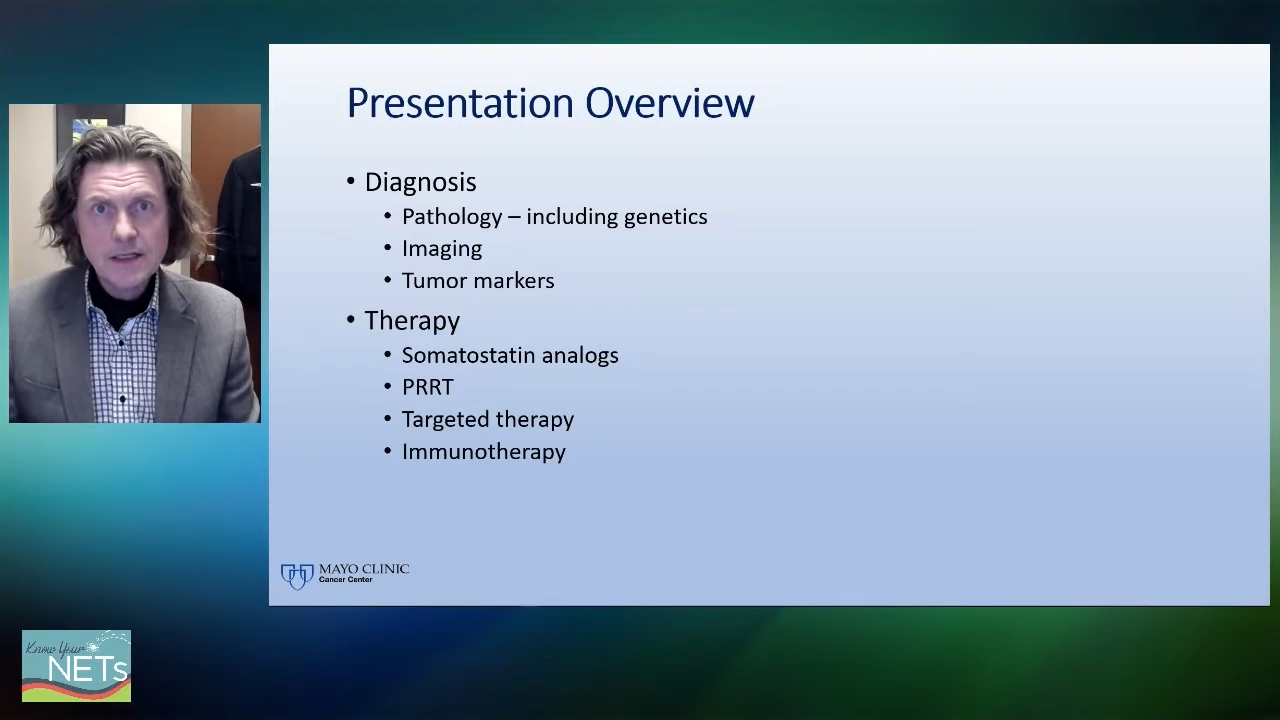 Presentation Overview
• Diagnosis
• Pathology – including genetics
• Imaging
• Tumor markers
• Therapy
• Somatostatin analogs
• PRRT
• Targeted therapy
• Immunotherapy
MAYO CLINIC
Cancer Center
Know Your
NETs